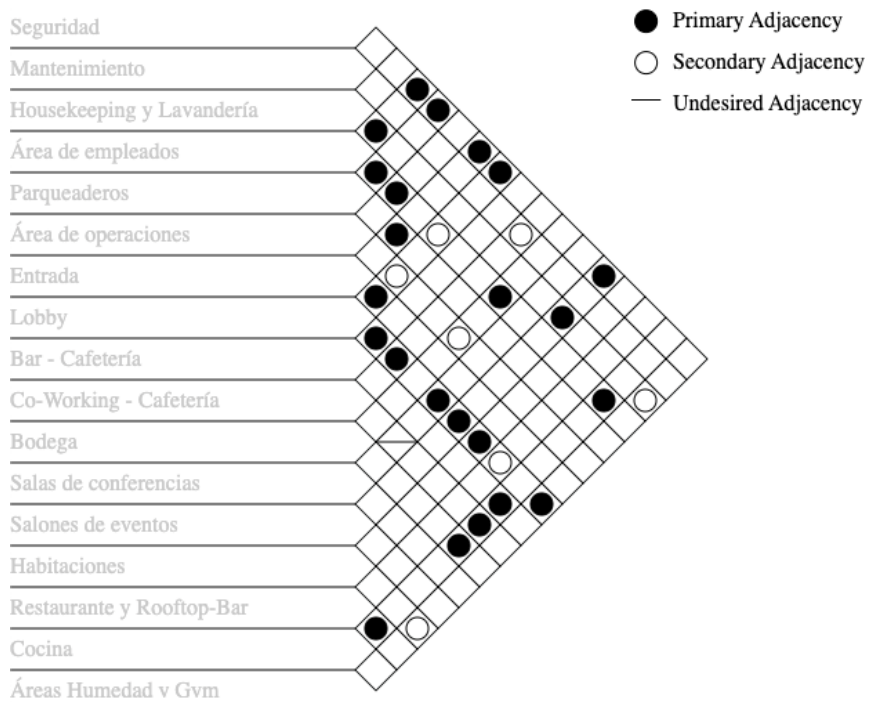 Seguridad
Primary Adjacency
Mantenimiento
Secondary Adjacency
Housekeeping y Lavandería
Undesired Adjacency
Área de empleados
Parqueaderos
Área de operaciones
Entrada
Lobby
Bar - Cafetería
Co-Working - Cafetería
Bodega
Salas de conferencias
Salones de eventos
Habitaciones
Restaurante y Rooftop-Bar
Cocina
Áreas Humedad y Gym